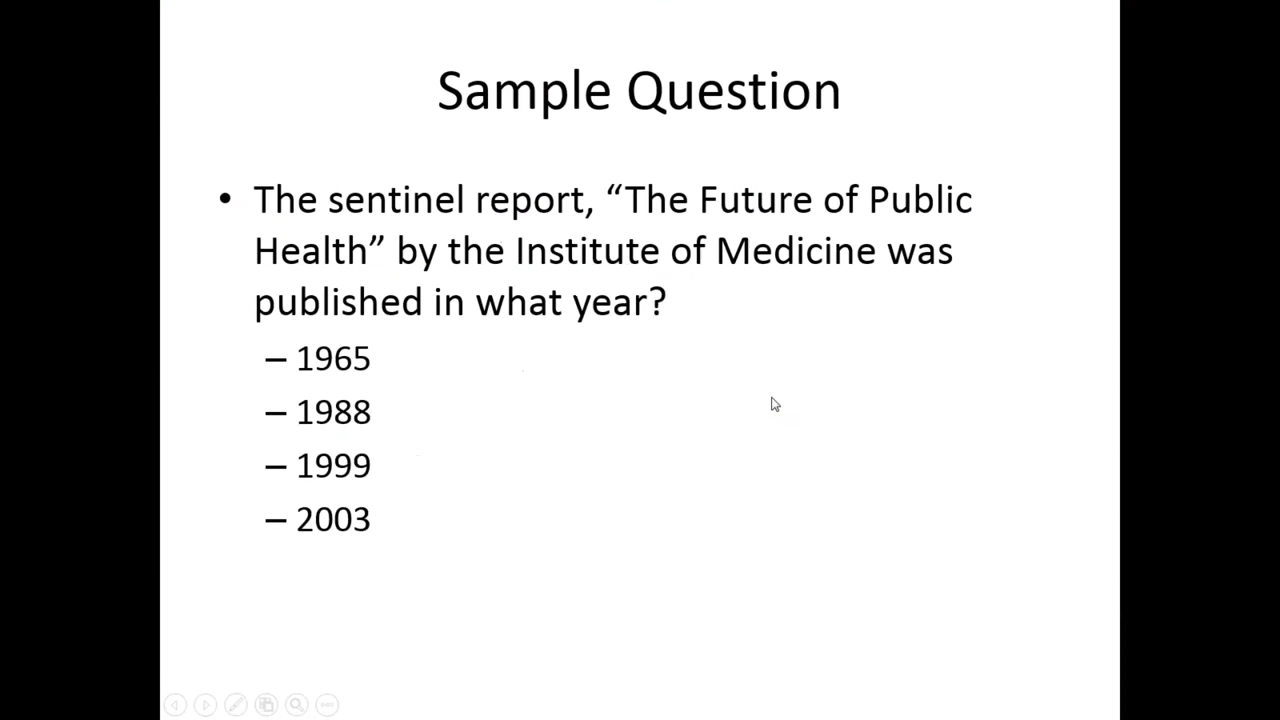 Sample Question
• The sentinel report, “The Future of Public
Health” by the Institute of Medicine was
published in what year?
– 1965
– 1988
– 1999
– 2003